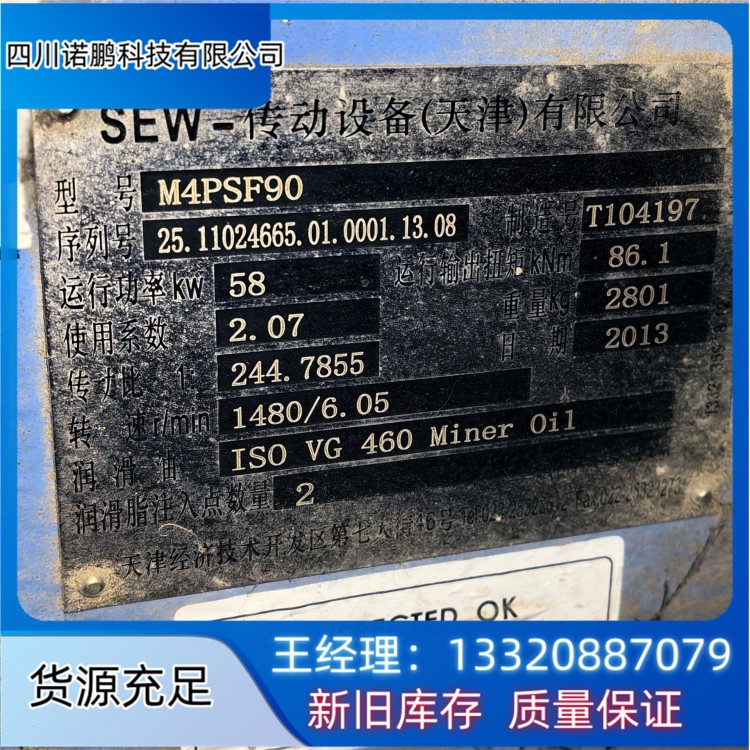 四川诺鹏科技有限公司
SEW-传动设备(天津)有限公司
型号 M4PSF90
序列号 25.11024665.01.0001.13.08 制造号 T104197
运行功率kw 58 运行输出扭矩kNm 86.1
使用系数 2.07 重量kg 2801
传动比 244.7855 日期 2013
转速r/min 1480/6.05
润滑油 ISO VG 460 Miner Oil
润滑脂注入点数量 2
天津经济技术开发区第七大街46号
OK
王经理：13320887079
货源充足
新旧库存 质量保证